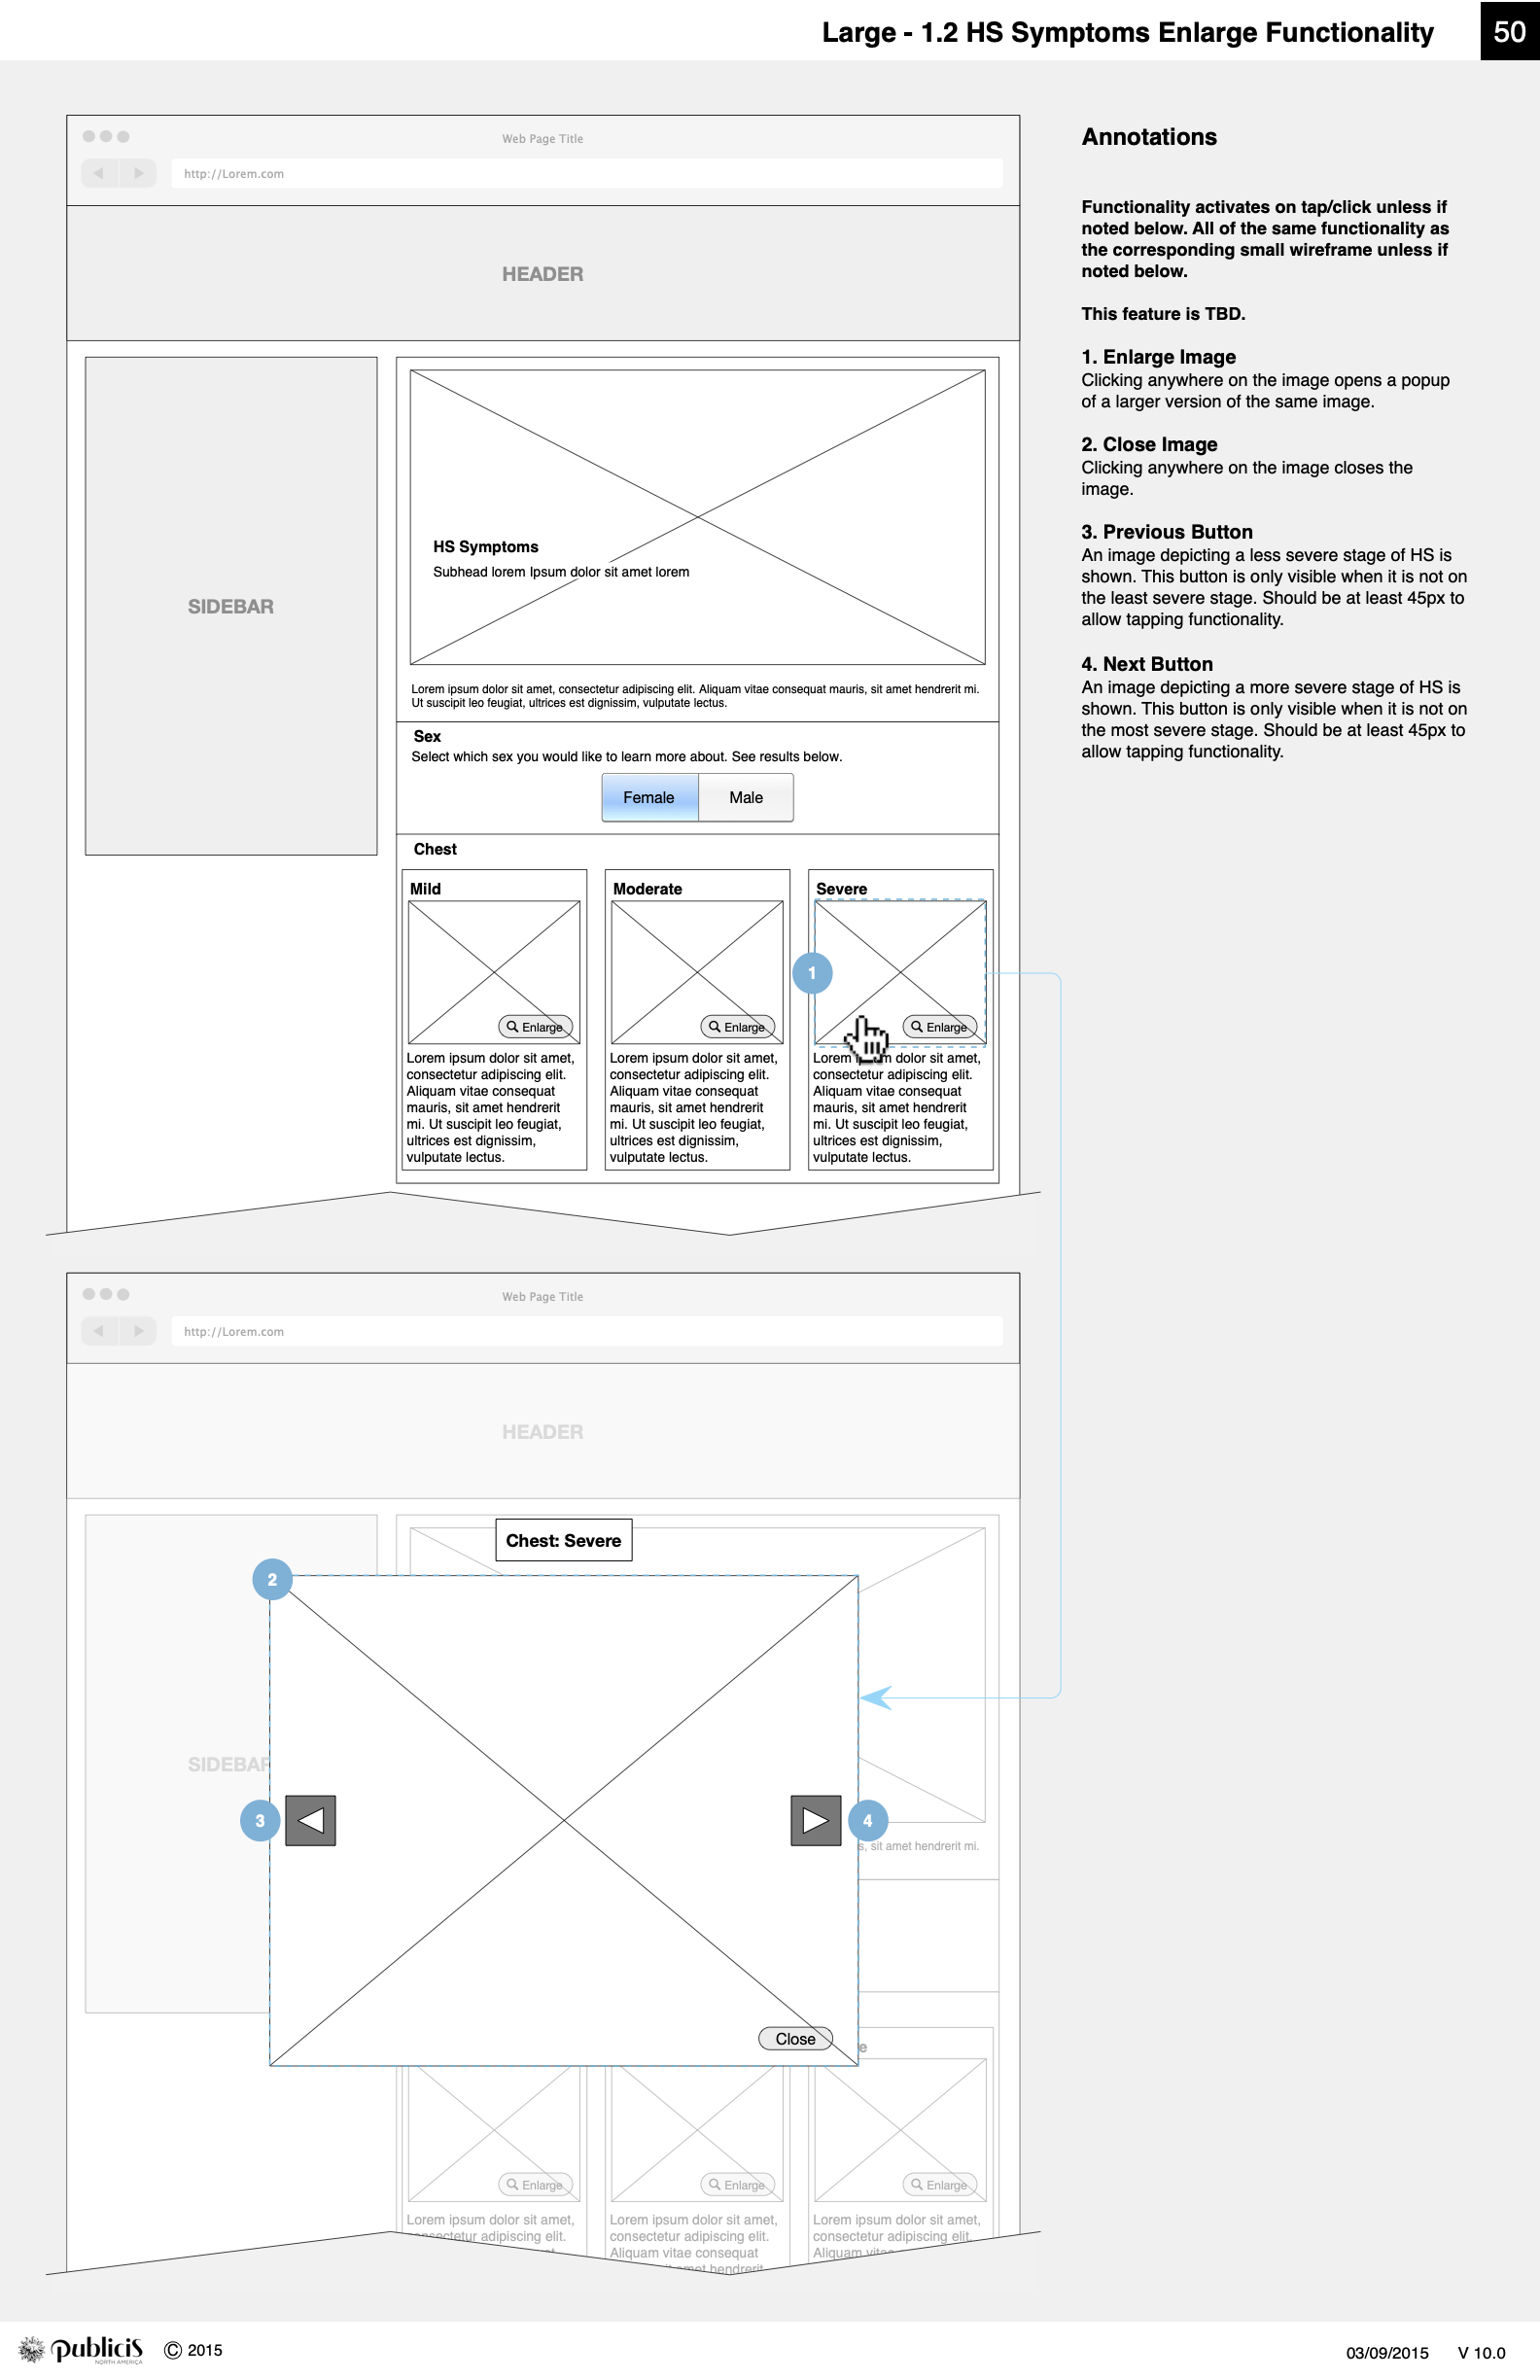 Large - 1.2 HS Symptoms Enlarge Functionality
50
Web Page Title
http://Lorem.com
HEADER
SIDEBAR
HS Symptoms
Subhead lorem Ipsum dolor sit amet lorem
Lorem ipsum dolor sit amet, consectetur adipiscing elit. Aliquam vitae consequat mauris, sit amet hendrerit mi.
Ut suscipit leo feugiat, ultrices est dignissim, vulputate lectus.
Sex
Select which sex you would like to learn more about. See results below.
Female
Male
Chest
Mild
Enlarge
Lorem ipsum dolor sit amet,
consectetur adipiscing elit.
Aliquam vitae consequat
mauris, sit amet hendrerit
mi. Ut suscipit leo feugiat,
ultrices est dignissim,
vulputate lectus.
Moderate
Enlarge
Lorem ipsum dolor sit amet,
consectetur adipiscing elit.
Aliquam vitae consequat
mauris, sit amet hendrerit
mi. Ut suscipit leo feugiat,
ultrices est dignissim,
vulputate lectus.
Severe
1
Enlarge
Lorem dolor sit amet,
consectetur adipiscing elit.
Aliquam vitae consequat
mauris, sit amet hendrerit
mi. Ut suscipit leo feugiat,
ultrices est dignissim,
vulputate lectus.
Annotations
Functionality activates on tap/click unless if
noted below. All of the same functionality as
the corresponding small wireframe unless if
noted below.
This feature is TBD.
1. Enlarge Image
Clicking anywhere on the image opens a popup
of a larger version of the same image.
2. Close Image
Clicking anywhere on the image closes the
image.
3. Previous Button
An image depicting a less severe stage of HS is
shown. This button is only visible when it is not on
the least severe stage. Should be at least 45px to
allow tapping functionality.
4. Next Button
An image depicting a more severe stage of HS is
shown. This button is only visible when it is not on
the most severe stage. Should be at least 45px to
allow tapping functionality.
Web Page Title
http://Lorem.com
HEADER
SIDEBAR
Chest: Severe
2
3
4
s, sit amet hendrerit mi.
Close
e
Enlarge
Lorem ipsum dolor sit amet,
consectetur adipiscing elit.
Enlarge
Lorem ipsum dolor sit amet,
consectetur adipiscing elit.
Aliquam vitae consequat
amet hendrerit
Enlarge
Lorem ipsum dolor sit amet,
consectetur adipiscing elit.
Aliquam
publicis
NORTH AMERICA
© 2015
03/09/2015
V 10.0